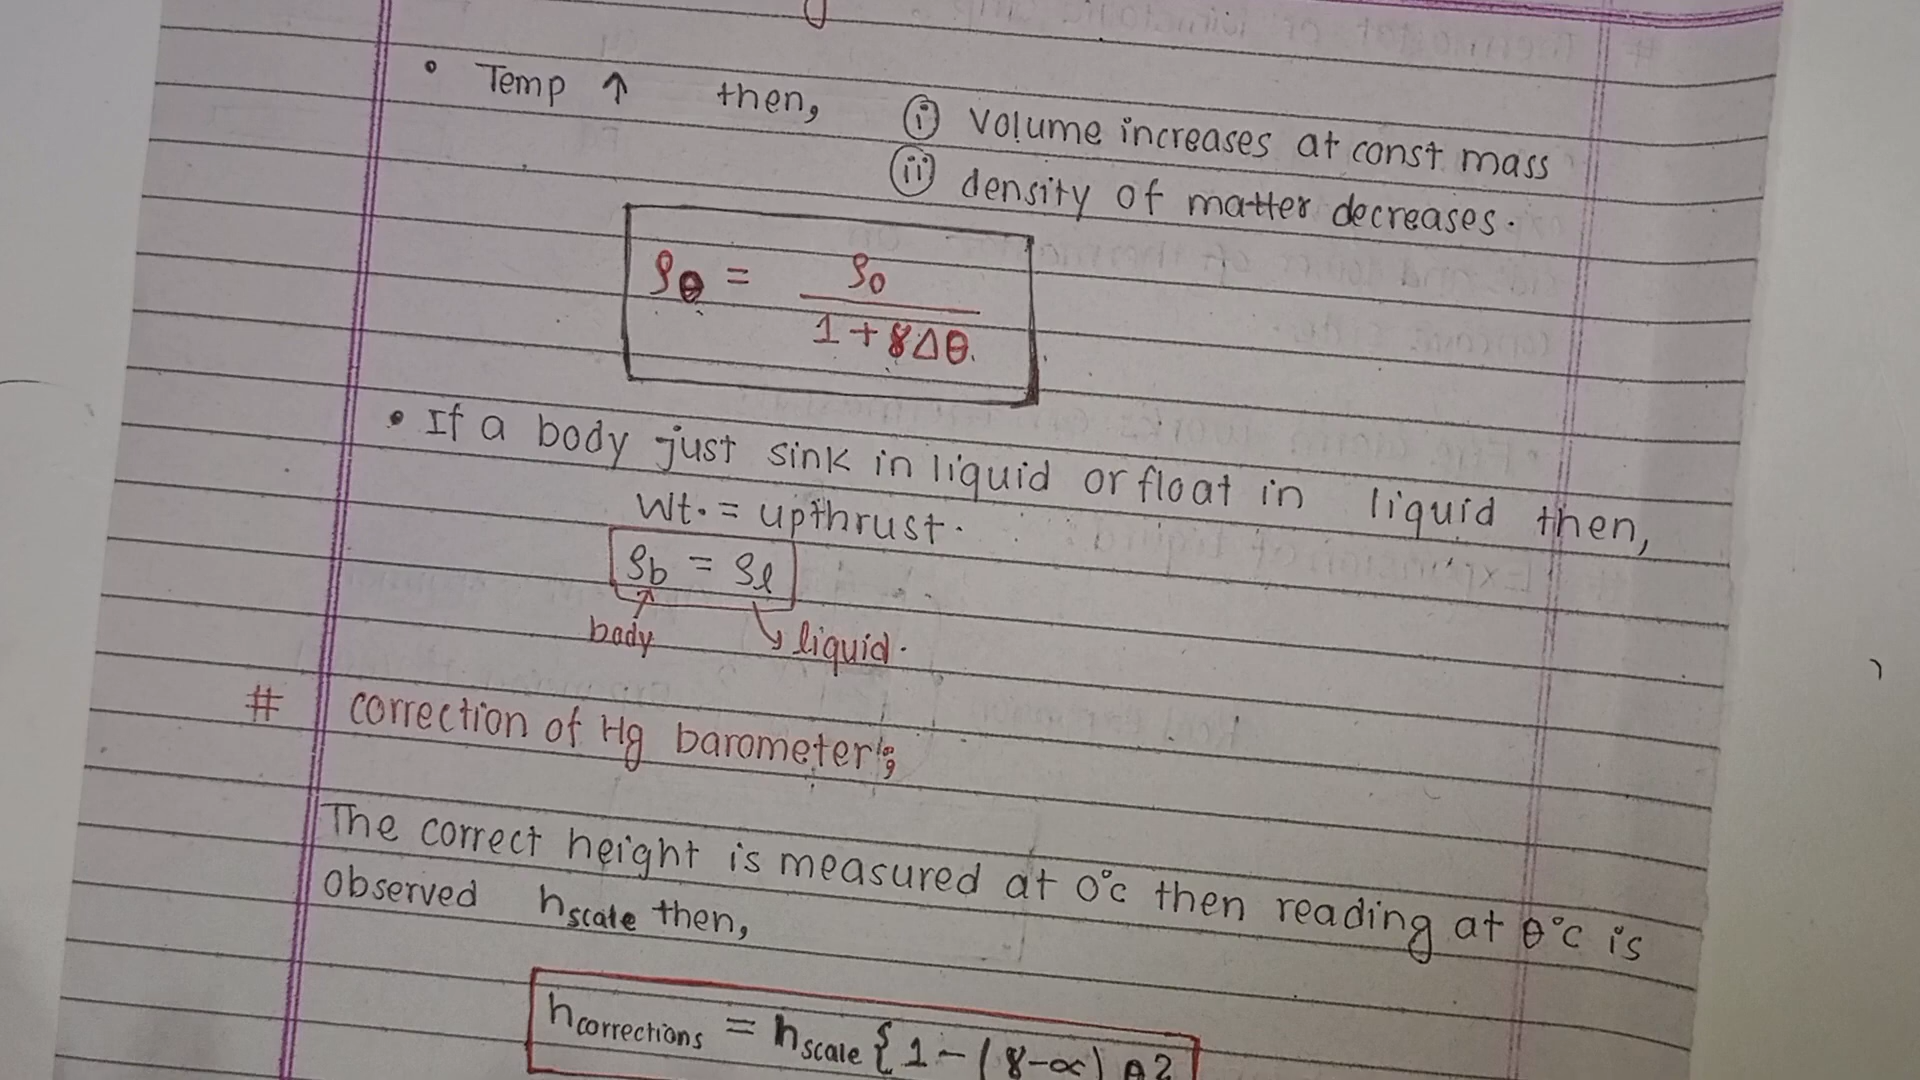 • Temp ↑ then, (i) volume increases at const mass
(ii) density of matter decreases.
ρθ = ρ0 / 1 + γΔθ.
• If a body just sink in liquid or float in liquid then,
Wt. = upthrust.
ρb = ρl
body liquid.
# correction of Hg barometer;
The correct height is measured at 0°c then reading at θ°c is
observed hscale then,
hcorrections = hscale { 1 - (γ-α) θ}